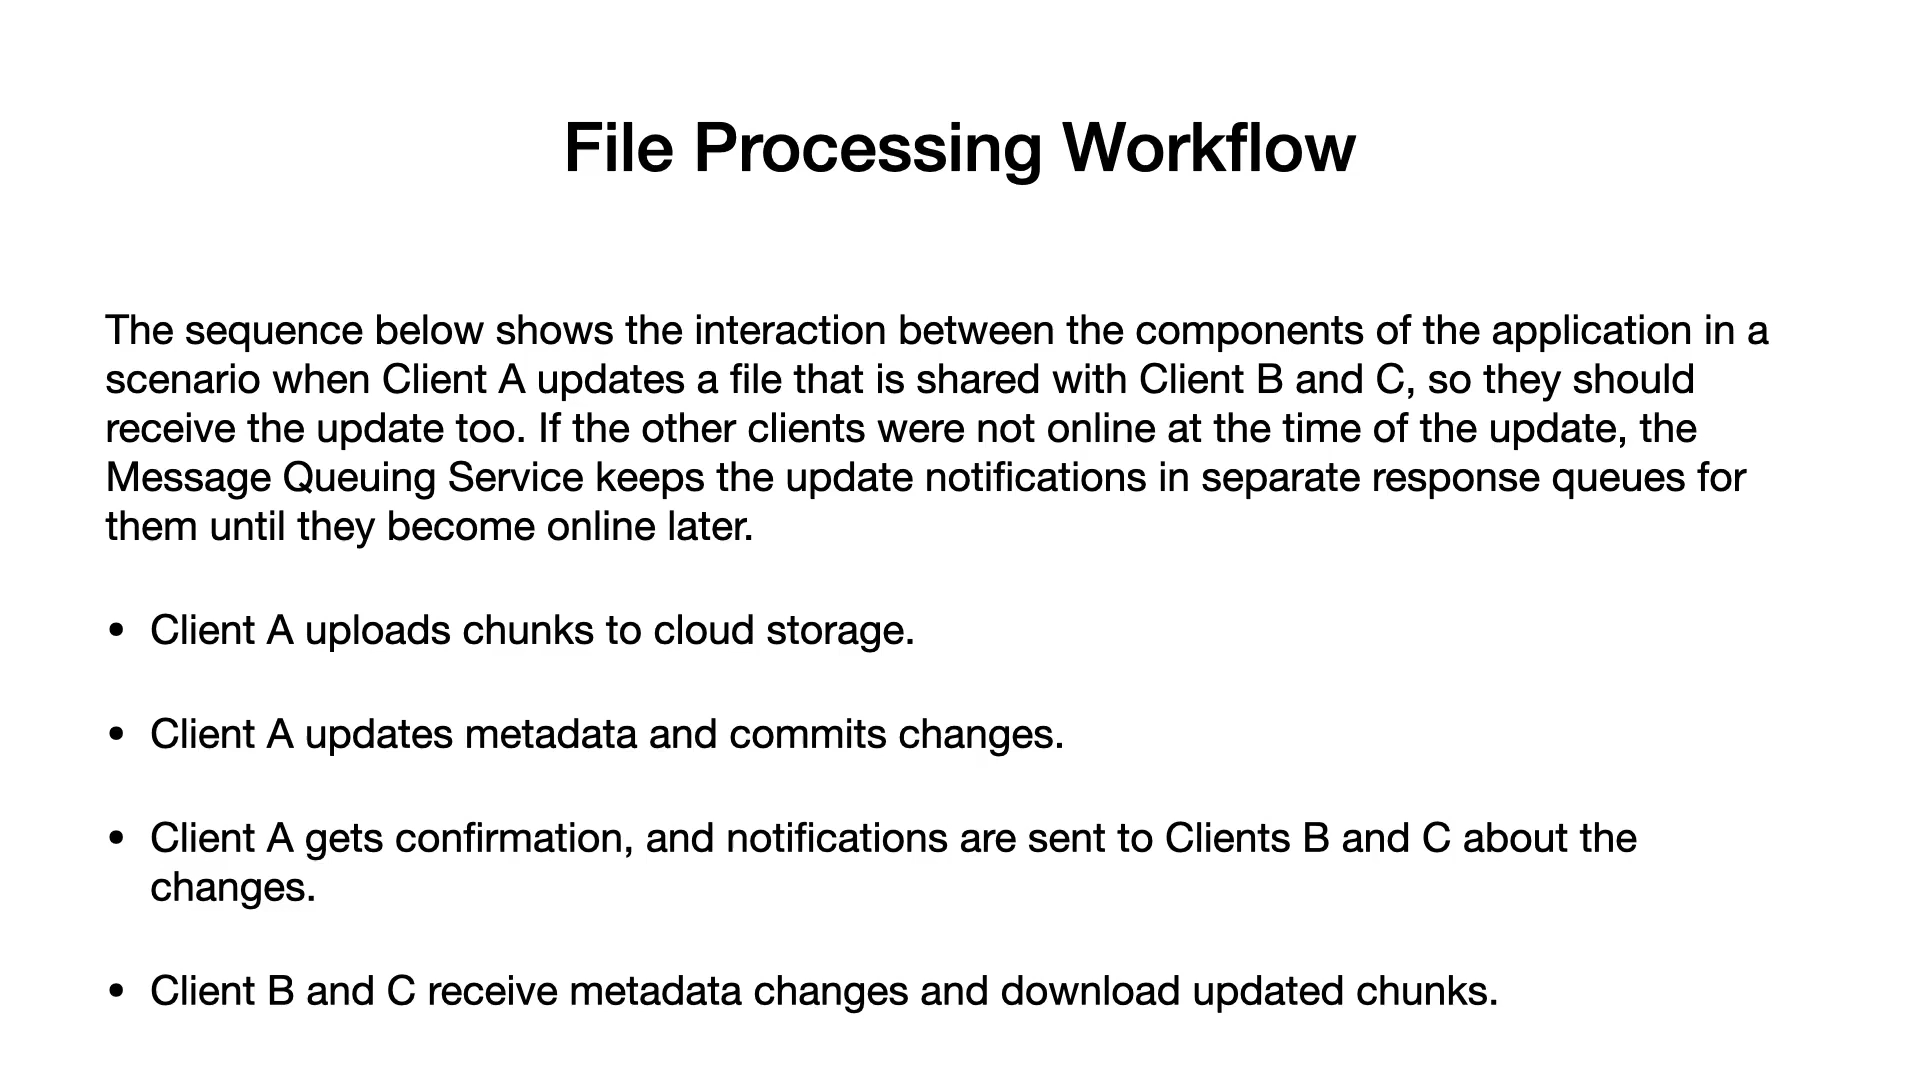 File Processing Workflow
The sequence below shows the interaction between the components of the application in a
scenario when Client A updates a file that is shared with Client B and C, so they should
receive the update too. If the other clients were not online at the time of the update, the
Message Queuing Service keeps the update notifications in separate response queues for
them until they become online later.
• Client A uploads chunks to cloud storage.
• Client A updates metadata and commits changes.
• Client A gets confirmation, and notifications are sent to Clients B and C about the
changes.
• Client B and C receive metadata changes and download updated chunks.